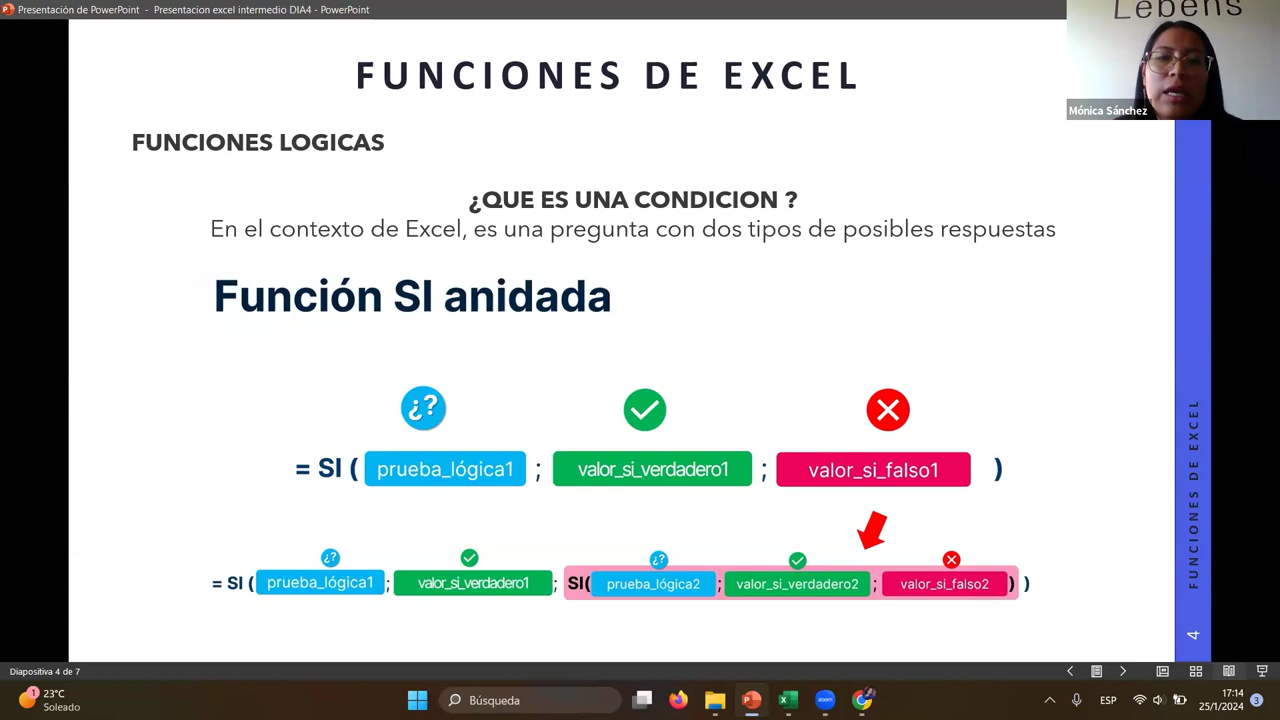 Presentación de PowerPoint - Presentacion excel intermedio DIA4 - PowerPoint
Lebens
Mónica Sánchez
FUNCIONES DE EXCEL
FUNCIONES LOGICAS
¿QUE ES UNA CONDICION ?
En el contexto de Excel, es una pregunta con dos tipos de posibles respuestas
Función SI anidada
¿?
= SI ( prueba_lógica1 ; valor_si_verdadero1 ; valor_si_falso1 )
¿? ¿?
= SI ( prueba_lógica1 ; valor_si_verdadero1 ; SI( prueba_lógica2 ; valor_si_verdadero2 ; valor_si_falso2 ) )
FUNCIONES DE EXCEL
4
Diapositiva 4 de 7
1
23°C
Soleado
Búsqueda
zoom
ESP
17:14
25/1/2024
3